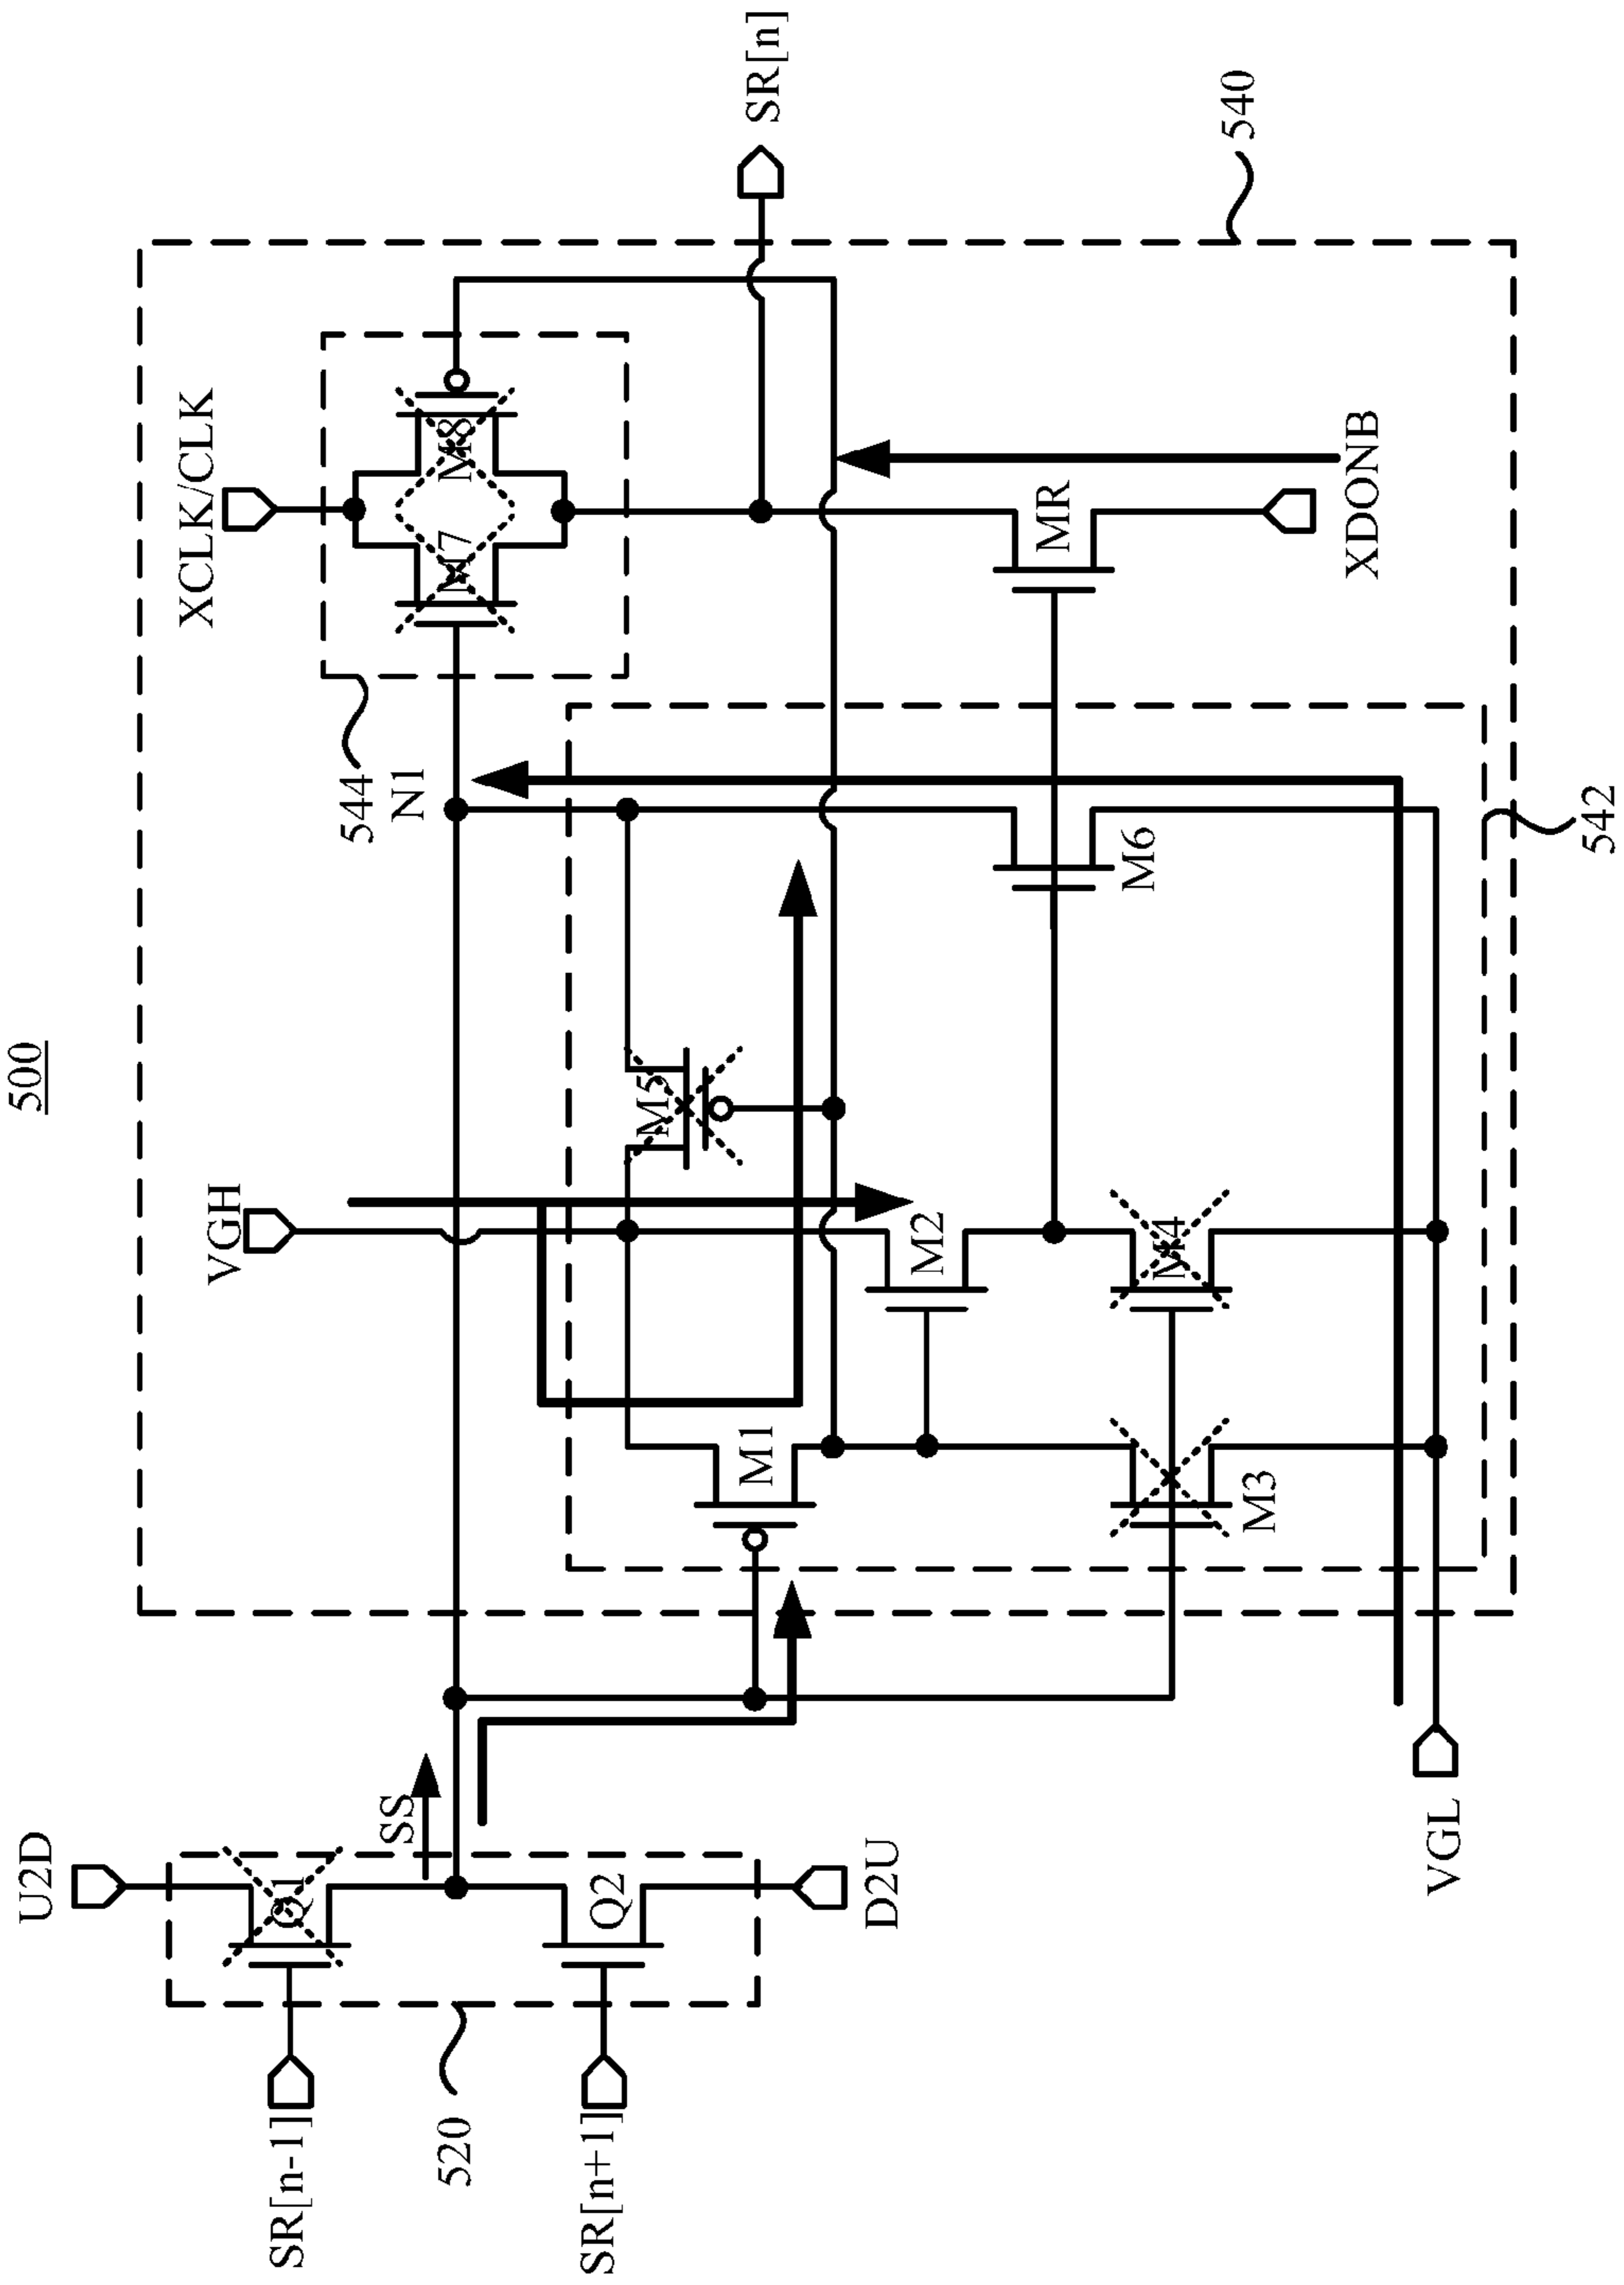 500
U2D
SR[n-1]
Q1
SS
520
SR[n+1]
Q2
D2U
VGH
XCLK/CLK
544
N1
M7
M8
M5
M1
M2
M3
M4
M6
MR
SR[n]
540
XDONB
542
VGL